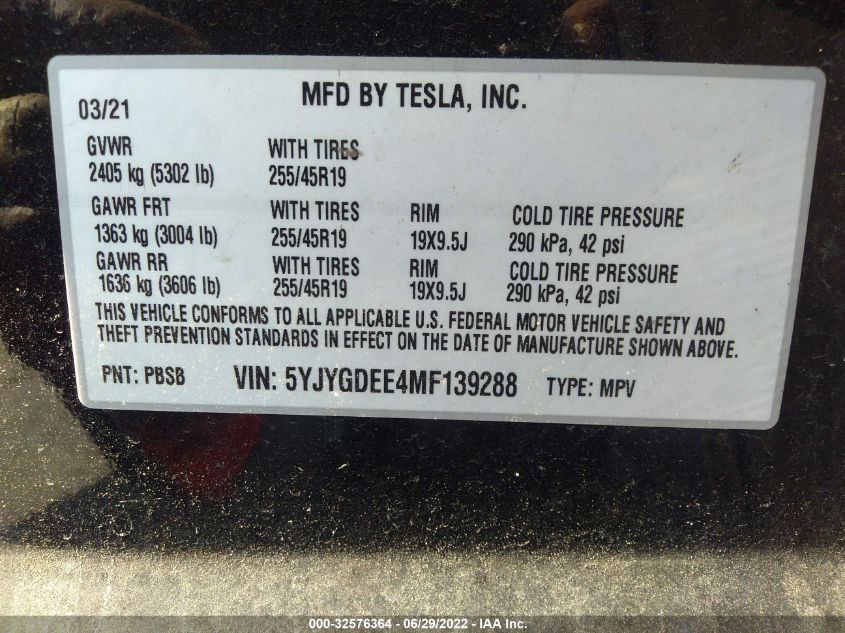 03/21 MFD BY TESLA, INC.
GVWR WITH TIRES
2405 kg (5302 lb) 255/45R19
GAWR FRT WITH TIRES RIM COLD TIRE PRESSURE
1363 kg (3004 lb) 255/45R19 19X9.5J 290 kPa, 42 psi
GAWR RR WITH TIRES RIM COLD TIRE PRESSURE
1636 kg (3606 lb) 255/45R19 19X9.5J 290 kPa, 42 psi
THIS VEHICLE CONFORMS TO ALL APPLICABLE U.S. FEDERAL MOTOR VEHICLE SAFETY AND
THEFT PREVENTION STANDARDS IN EFFECT ON THE DATE OF MANUFACTURE SHOWN ABOVE.
PNT: PBSB VIN: 5YJYGDEE4MF139288 TYPE: MPV
000-32576364 - 06/29/2022 - IAA Inc.